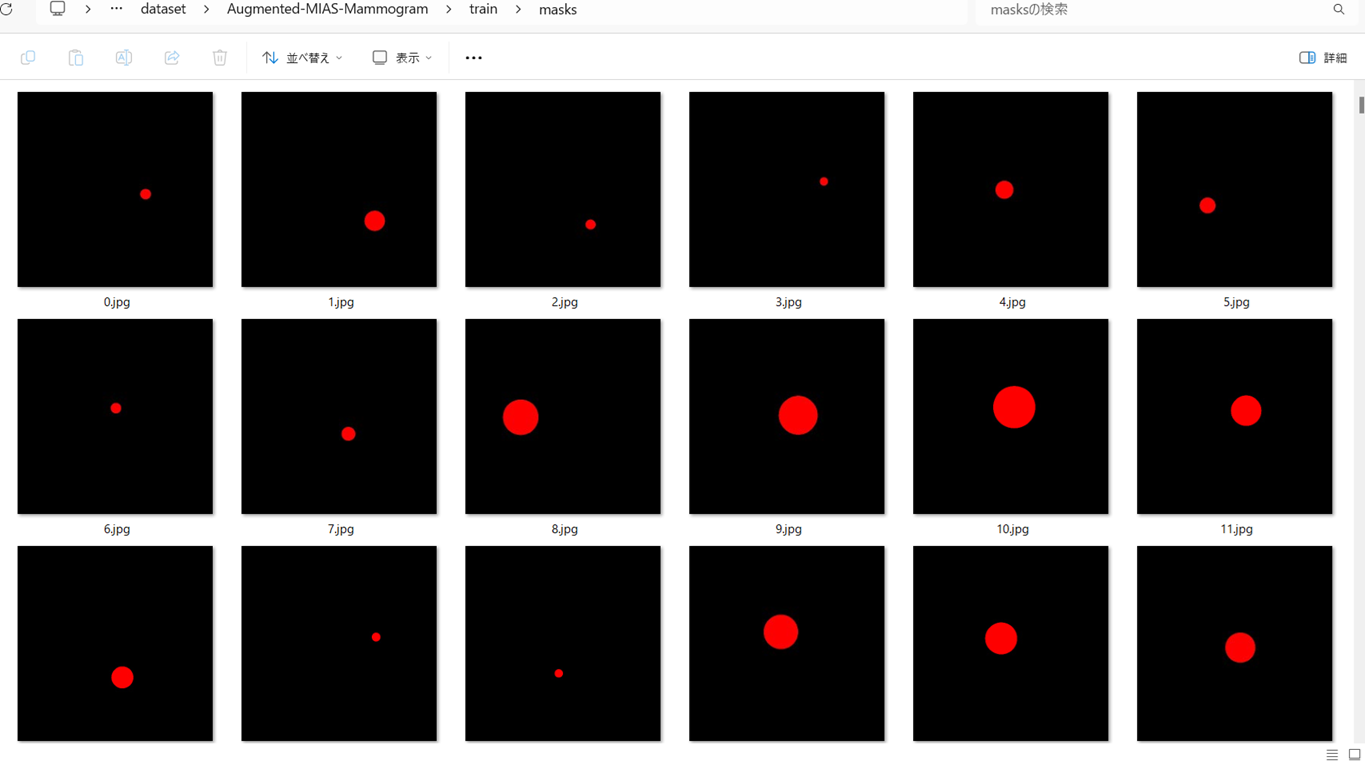 … dataset Augmented-MIAS-Mammogram train masks masksの検索
並べ替え 表示 詳細
0.jpg 1.jpg 2.jpg 3.jpg 4.jpg 5.jpg
6.jpg 7.jpg 8.jpg 9.jpg 10.jpg 11.jpg